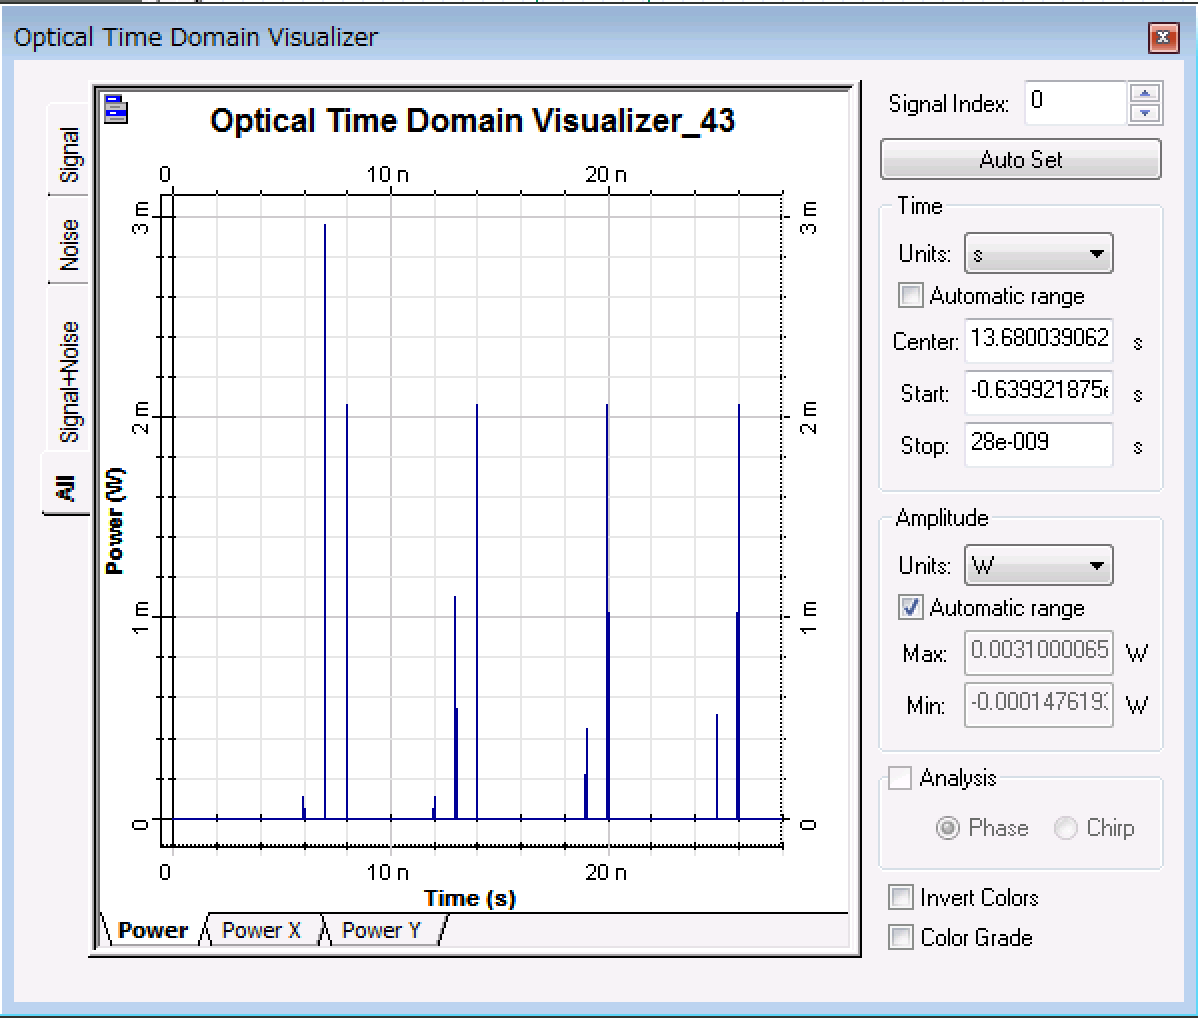 Optical Time Domain Visualizer
x
Signal
Noise
Signal+Noise
All
Optical Time Domain Visualizer_43
0 10 n 20 n
3 m
2 m
1 m
0
Power (W)
3 m
2 m
1 m
0
0 10 n 20 n
Time (s)
Power Power X Power Y
Signal Index: 0
Auto Set
Time
Units: s
Automatic range
Center: 13.680039062 s
Start: -0.639921875e s
Stop: 28e-009 s
Amplitude
Units: W
Automatic range
Max: 0.0031000065 W
Min: -0.0001476193 W
Analysis
Phase Chirp
Invert Colors
Color Grade